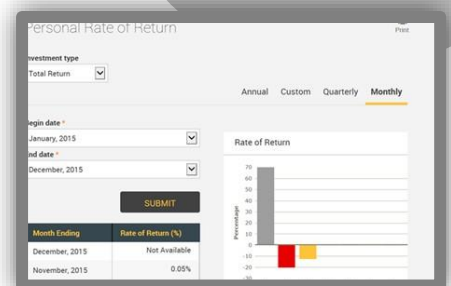 Personal Rate of Return
Print
Investment type
Total Return
Annual Custom Quarterly Monthly
Begin date *
January, 2015
End date *
December, 2015
SUBMIT
Month Ending Rate of Return (%)
December, 2015 Not Available
November, 2015 0.05%
Rate of Return
Percentage
70
60
50
40
30
20
10
0
-10
-20
-30